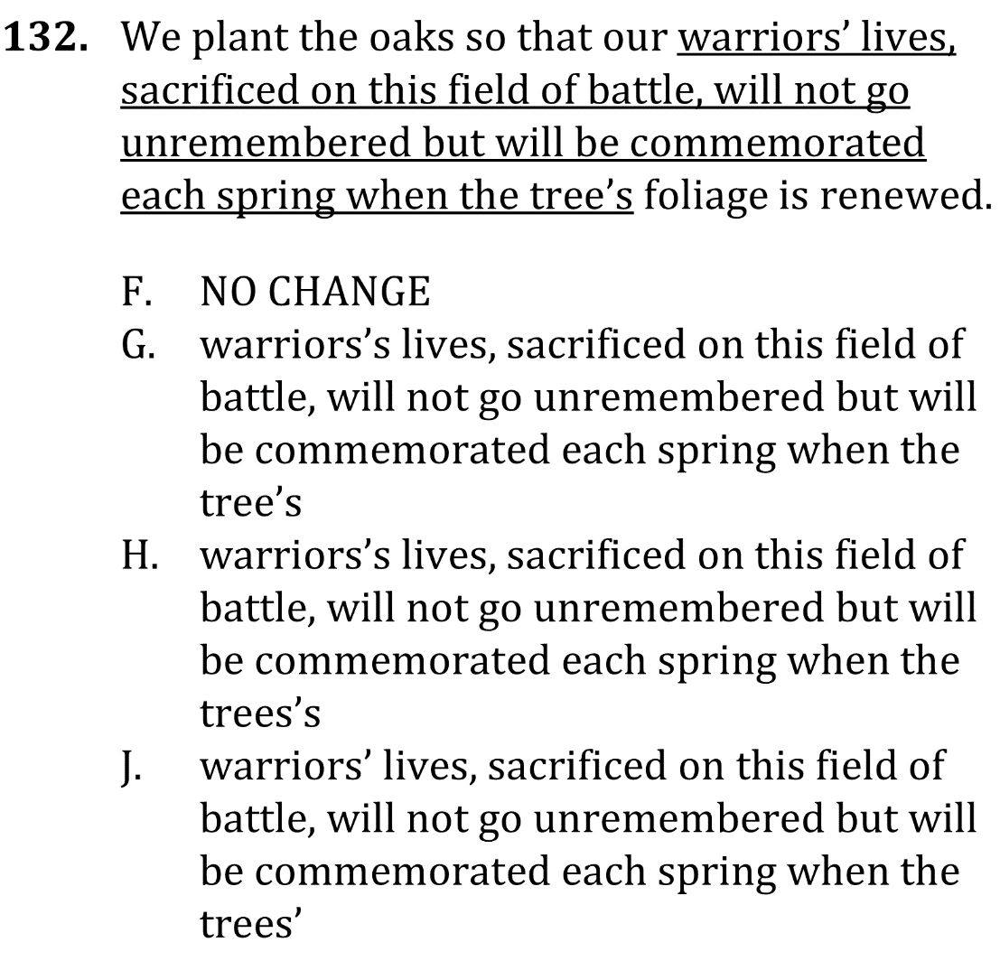 132. We plant the oaks so that our warriors’ lives,
sacrificed on this field of battle, will not go
unremembered but will be commemorated
each spring when the tree’s foliage is renewed.
F. NO CHANGE
G. warriors’s lives, sacrificed on this field of
battle, will not go unremembered but will
be commemorated each spring when the
tree’s
H. warriors’s lives, sacrificed on this field of
battle, will not go unremembered but will
be commemorated each spring when the
trees’s
J. warriors’ lives, sacrificed on this field of
battle, will not go unremembered but will
be commemorated each spring when the
trees’